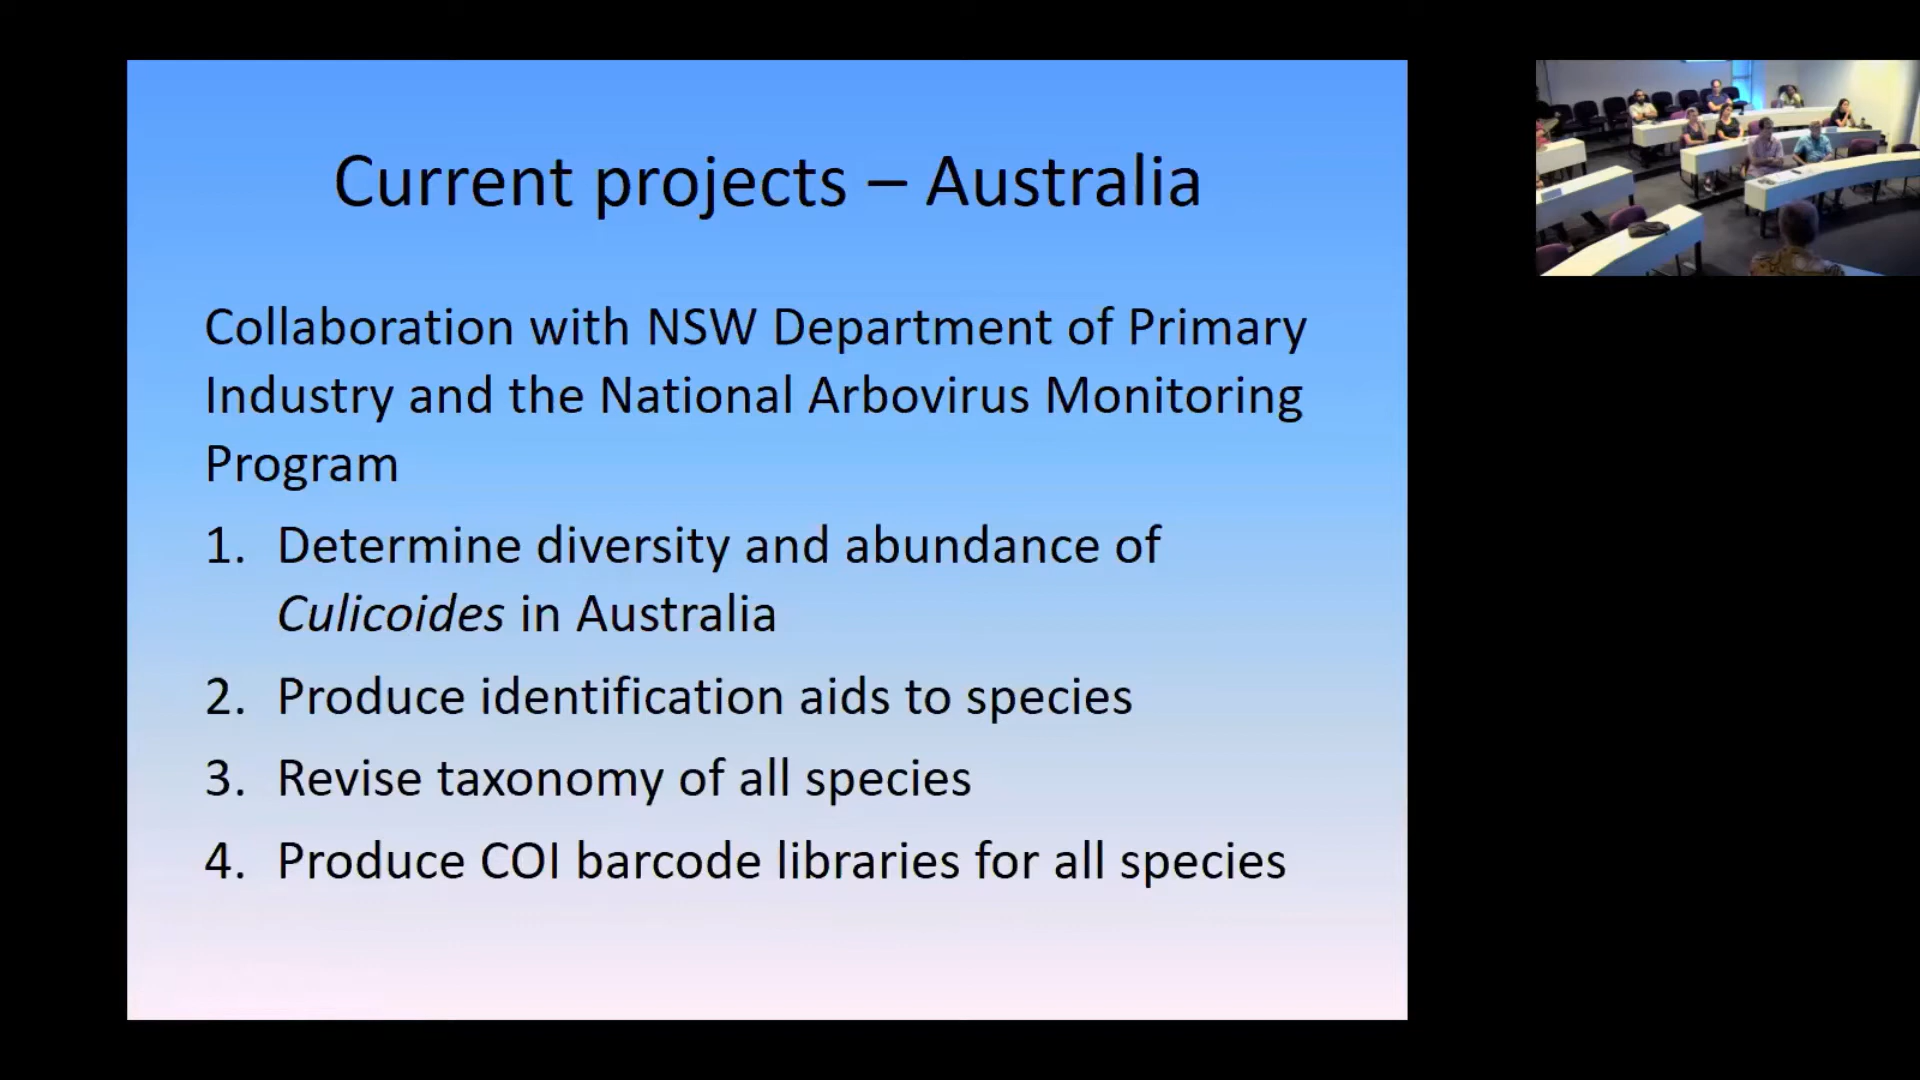 Current projects – Australia
Collaboration with NSW Department of Primary
Industry and the National Arbovirus Monitoring
Program
1. Determine diversity and abundance of
Culicoides in Australia
2. Produce identification aids to species
3. Revise taxonomy of all species
4. Produce COI barcode libraries for all species